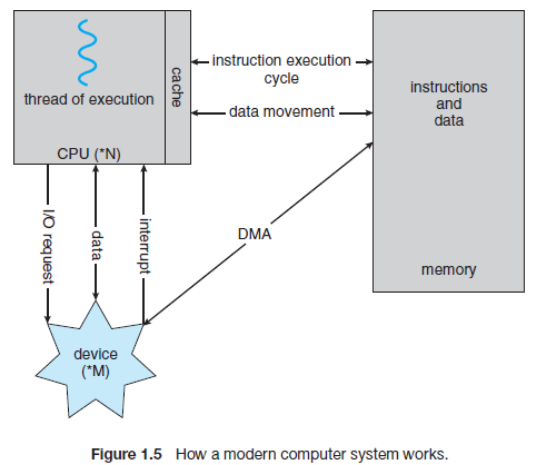 thread of execution
cache
CPU (*N)
instruction execution
cycle
data movement
instructions
and
data
memory
I/O request
data
interrupt
DMA
device
(*M)
Figure 1.5 How a modern computer system works.